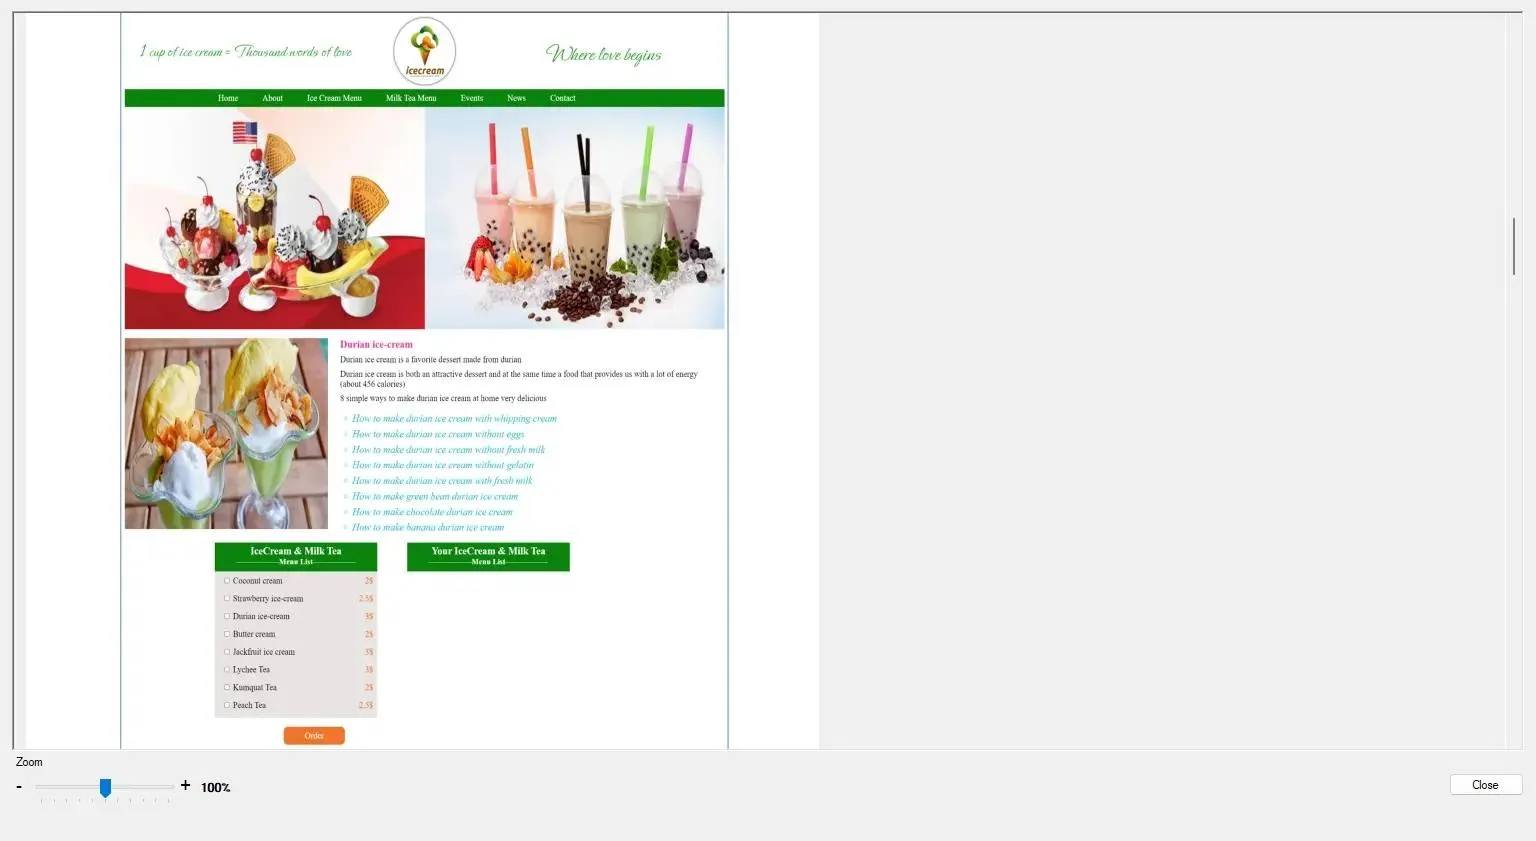 1 cup of ice cream = Thousand words of love
icecream
Where love begins
Home About Ice Cream Menu Milk Tea Menu Events News Contact
Durian ice-cream
Durian ice cream is a favorite dessert made from durian
Durian ice cream is both an attractive dessert and at the same time a food that provides us with a lot of energy
(about 456 calories)
8 simple ways to make durian ice cream at home very delicious
How to make durian ice cream with whipping cream
How to make durian ice cream without eggs
How to make durian ice cream without fresh milk
How to make durian ice cream without gelatin
How to make durian ice cream with fresh milk
How to make green bean durian ice cream
How to make chocolate durian ice cream
How to make banana durian ice cream
IceCream & Milk Tea
Menu List
Coconut cream 2$
Strawberry ice-cream 2.5$
Durian ice-cream 3$
Butter cream 2$
Jackfruit ice cream 3$
Lychee Tea 3$
Kumquat Tea 2$
Peach Tea 2.5$
Order
Your IceCream & Milk Tea
Menu List
Zoom
- + 100%
Close